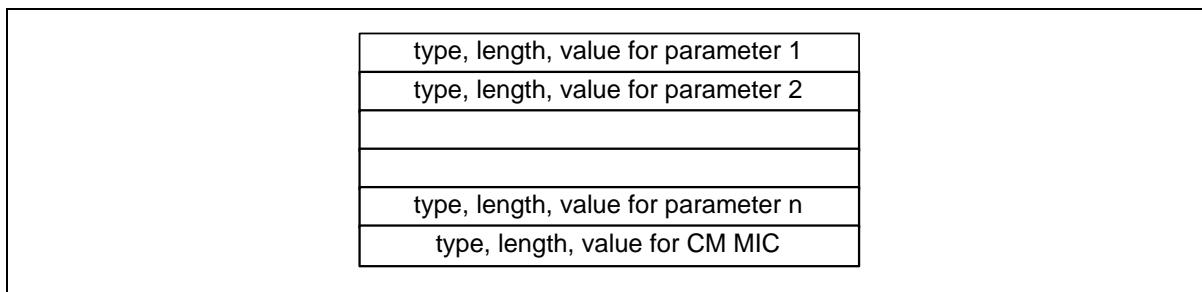 type, length, value for parameter 1
type, length, value for parameter 2
type, length, value for parameter n
type, length, value for CM MIC